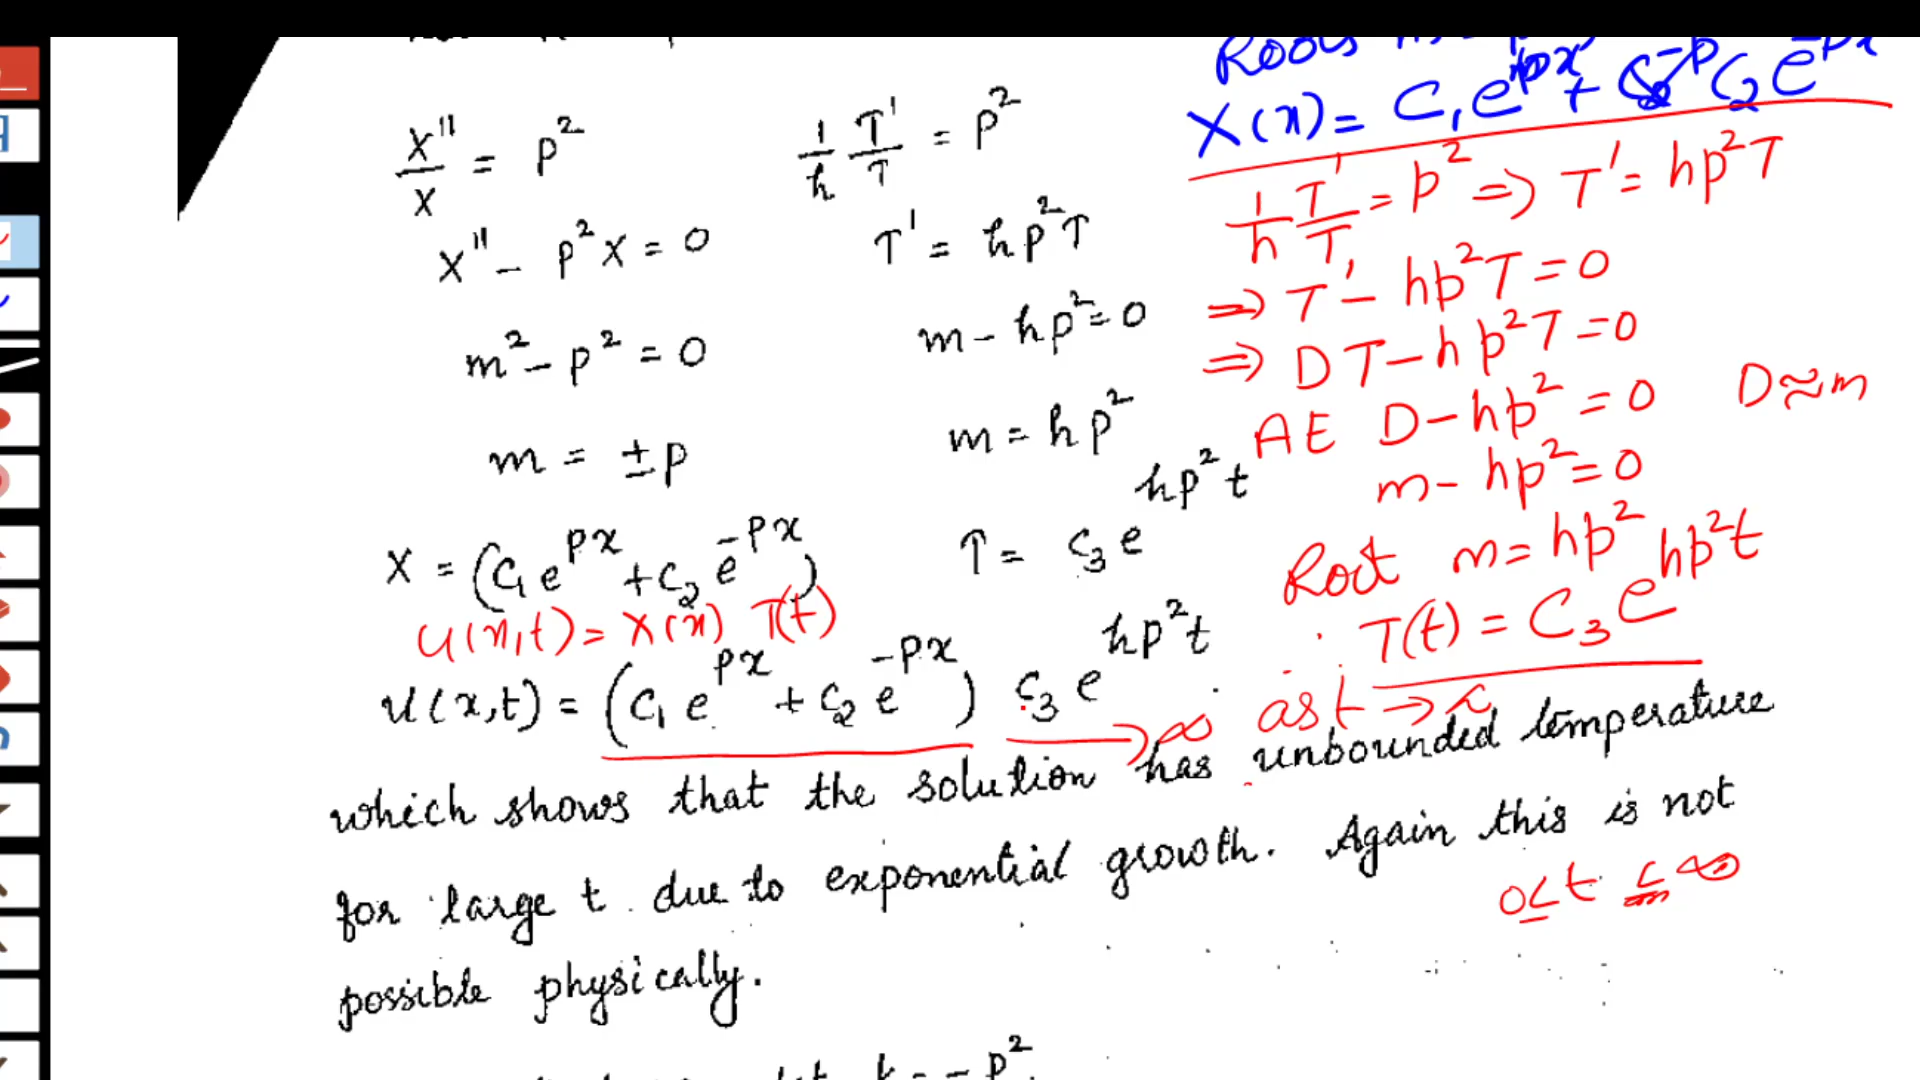 X(x) = C₁e^{px} + C₂e^{-px}
X''/X = p²
1/h T'/T = p²
1/h T'/T = p² ⇒ T' = hp²T
X'' - p²X = 0
T' = hp²T
⇒ T' - hp²T = 0
m² - p² = 0
m - hp² = 0
⇒ DT - hp²T = 0
AE D - hp² = 0 D≈m
m = ±p
m = hp²
m - hp² = 0
X = (C₁e^{px} + C₂e^{-px})
T = C₃e^{hp²t}
Root m = hp²
T(t) = C₃e^{hp²t}
u(x,t) = X(x) T(t)
u(x,t) = (C₁e^{px} + C₂e^{-px}) C₃e^{hp²t}
→ ∞ as t →
which shows that the solution has unbounded temperature
for large t due to exponential growth. Again this is not
0≤t <∞
possible physically.
k = -p²